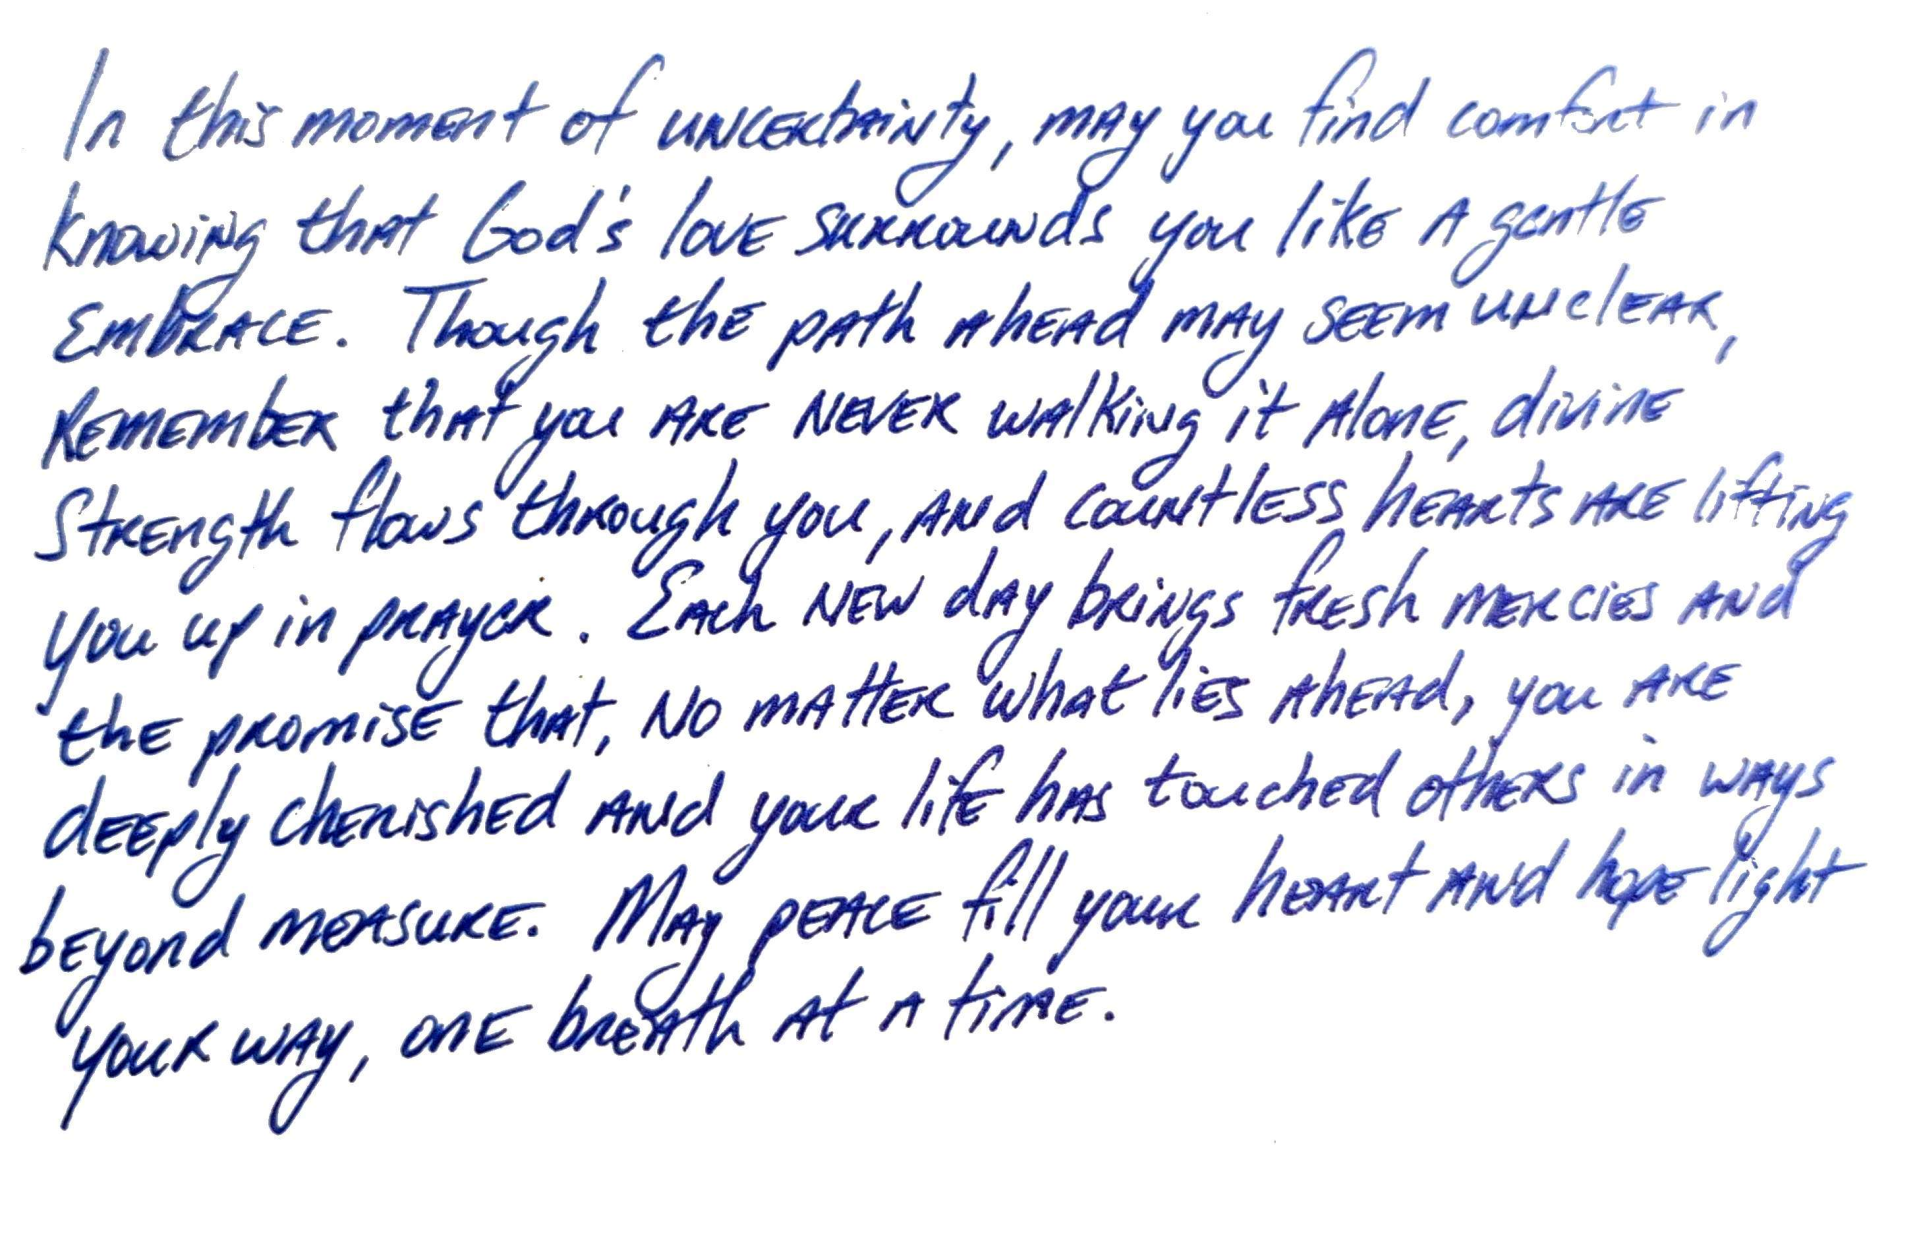 In this moment of uncertainty, may you find comfort in
knowing that God's love surrounds you like a gentle
embrace. Though the path ahead may seem unclear,
Remember that you are never walking it alone, divine
Strength flows through you, and countless hearts are lifting
you up in prayer. Each new day brings fresh mercies and
the promise that, no matter what lies ahead, you are
deeply cherished and your life has touched others in ways
beyond measure. May peace fill your heart and hope light
your way, one breath at a time.